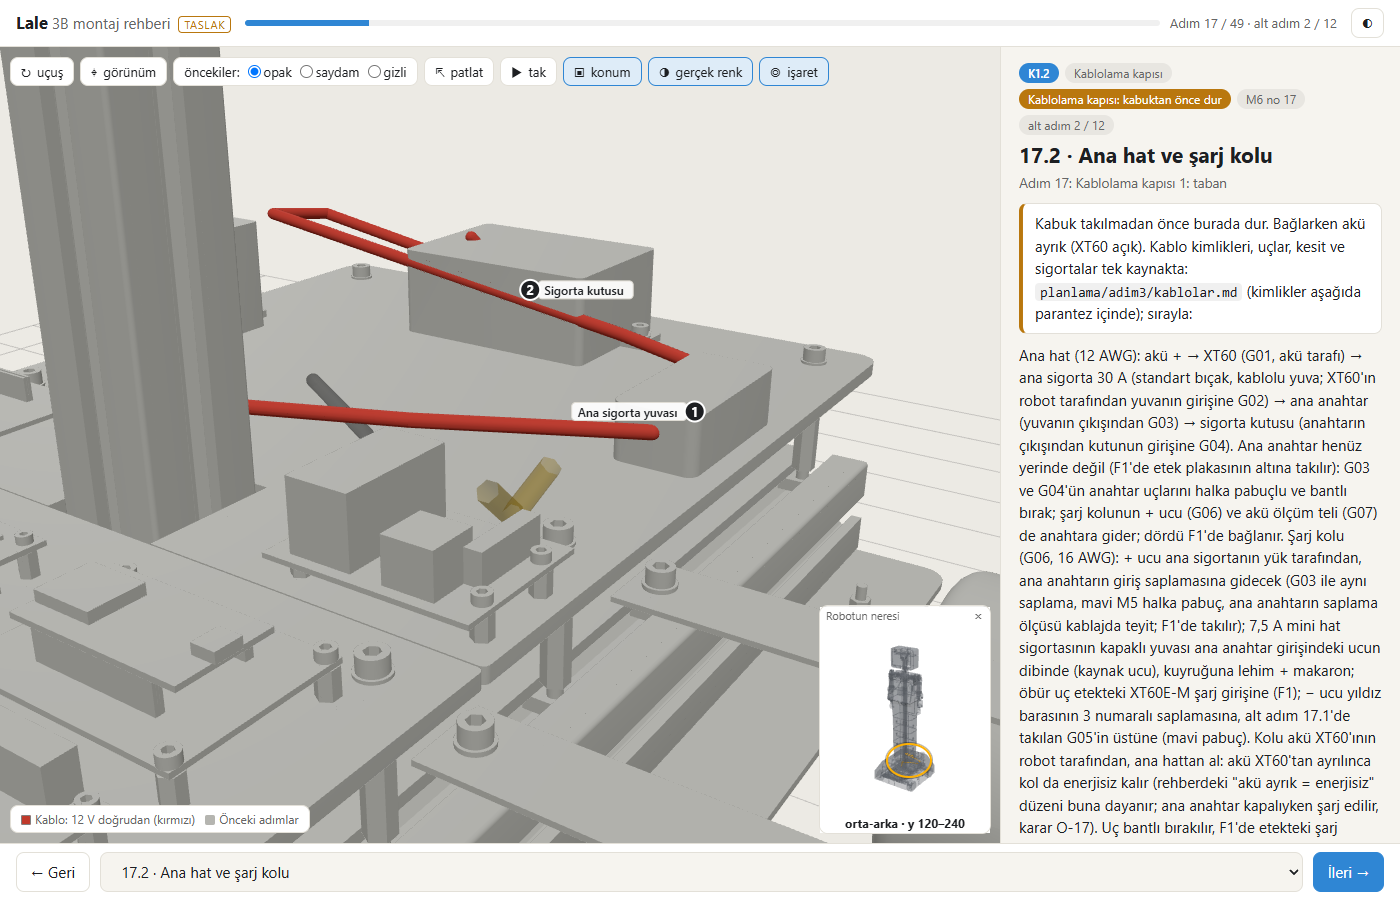 Lale 3B montaj rehberi TASLAK
Adım 17 / 49 · alt adım 2 / 12
↻ uçuş
⌖ görünüm
öncekiler: opak saydam gizli
⇱ patlat
▶ tak
▣ konum
◑ gerçek renk
◎ işaret
2 Sigorta kutusu
Ana sigorta yuvası 1
Robotun neresi ×
orta-arka · y 120–240
Kablo: 12 V doğrudan (kırmızı) Önceki adımlar
K1.2 Kablolama kapısı
Kablolama kapısı: kabuktan önce dur M6 no 17
alt adım 2 / 12
17.2 · Ana hat ve şarj kolu
Adım 17: Kablolama kapısı 1: taban
Kabuk takılmadan önce burada dur. Bağlarken akü
ayrık (XT60 açık). Kablo kimlikleri, uçlar, kesit ve
sigortalar tek kaynakta:
planlama/adim3/kablolar.md (kimlikler aşağıda
parantez içinde); sırayla:
Ana hat (12 AWG): akü + → XT60 (G01, akü tarafı) →
ana sigorta 30 A (standart bıçak, kablolu yuva; XT60'ın
robot tarafından yuvanın girişine G02) → ana anahtar
(yuvanın çıkışından G03) → sigorta kutusu (anahtarın
çıkışından kutunun girişine G04). Ana anahtar henüz
yerinde değil (F1'de etek plakasının altına takılır): G03
ve G04'ün anahtar uçlarını halka pabuçlu ve bantlı
bırak; şarj kolunun + ucu (G06) ve akü ölçüm teli (G07)
de anahtara gider; dördü F1'de bağlanır. Şarj kolu
(G06, 16 AWG): + ucu ana sigortanın yük tarafından,
ana anahtarın giriş saplamasına gidecek (G03 ile aynı
saplama, mavi M5 halka pabuç, ana anahtarın saplama
ölçüsü kablajda teyit; F1'de takılır); 7,5 A mini hat
sigortasının kapaklı yuvası ana anahtar girişindeki ucun
dibinde (kaynak ucu), kuyruğuna lehim + makaron;
öbür uç etekteki XT60E-M şarj girişine (F1); − ucu yıldız
barasının 3 numaralı saplamasına, alt adım 17.1'de
takılan G05'in üstüne (mavi pabuç). Kolu akü XT60'ının
robot tarafından, ana hattan al: akü XT60'tan ayrılınca
kol da enerjisiz kalır (rehberdeki "akü ayrık = enerjisiz"
düzeni buna dayanır; ana anahtar kapalıyken şarj edilir,
karar O-17). Uç bantlı bırakılır, F1'de etekteki şarj
← Geri
17.2 · Ana hat ve şarj kolu
İleri →